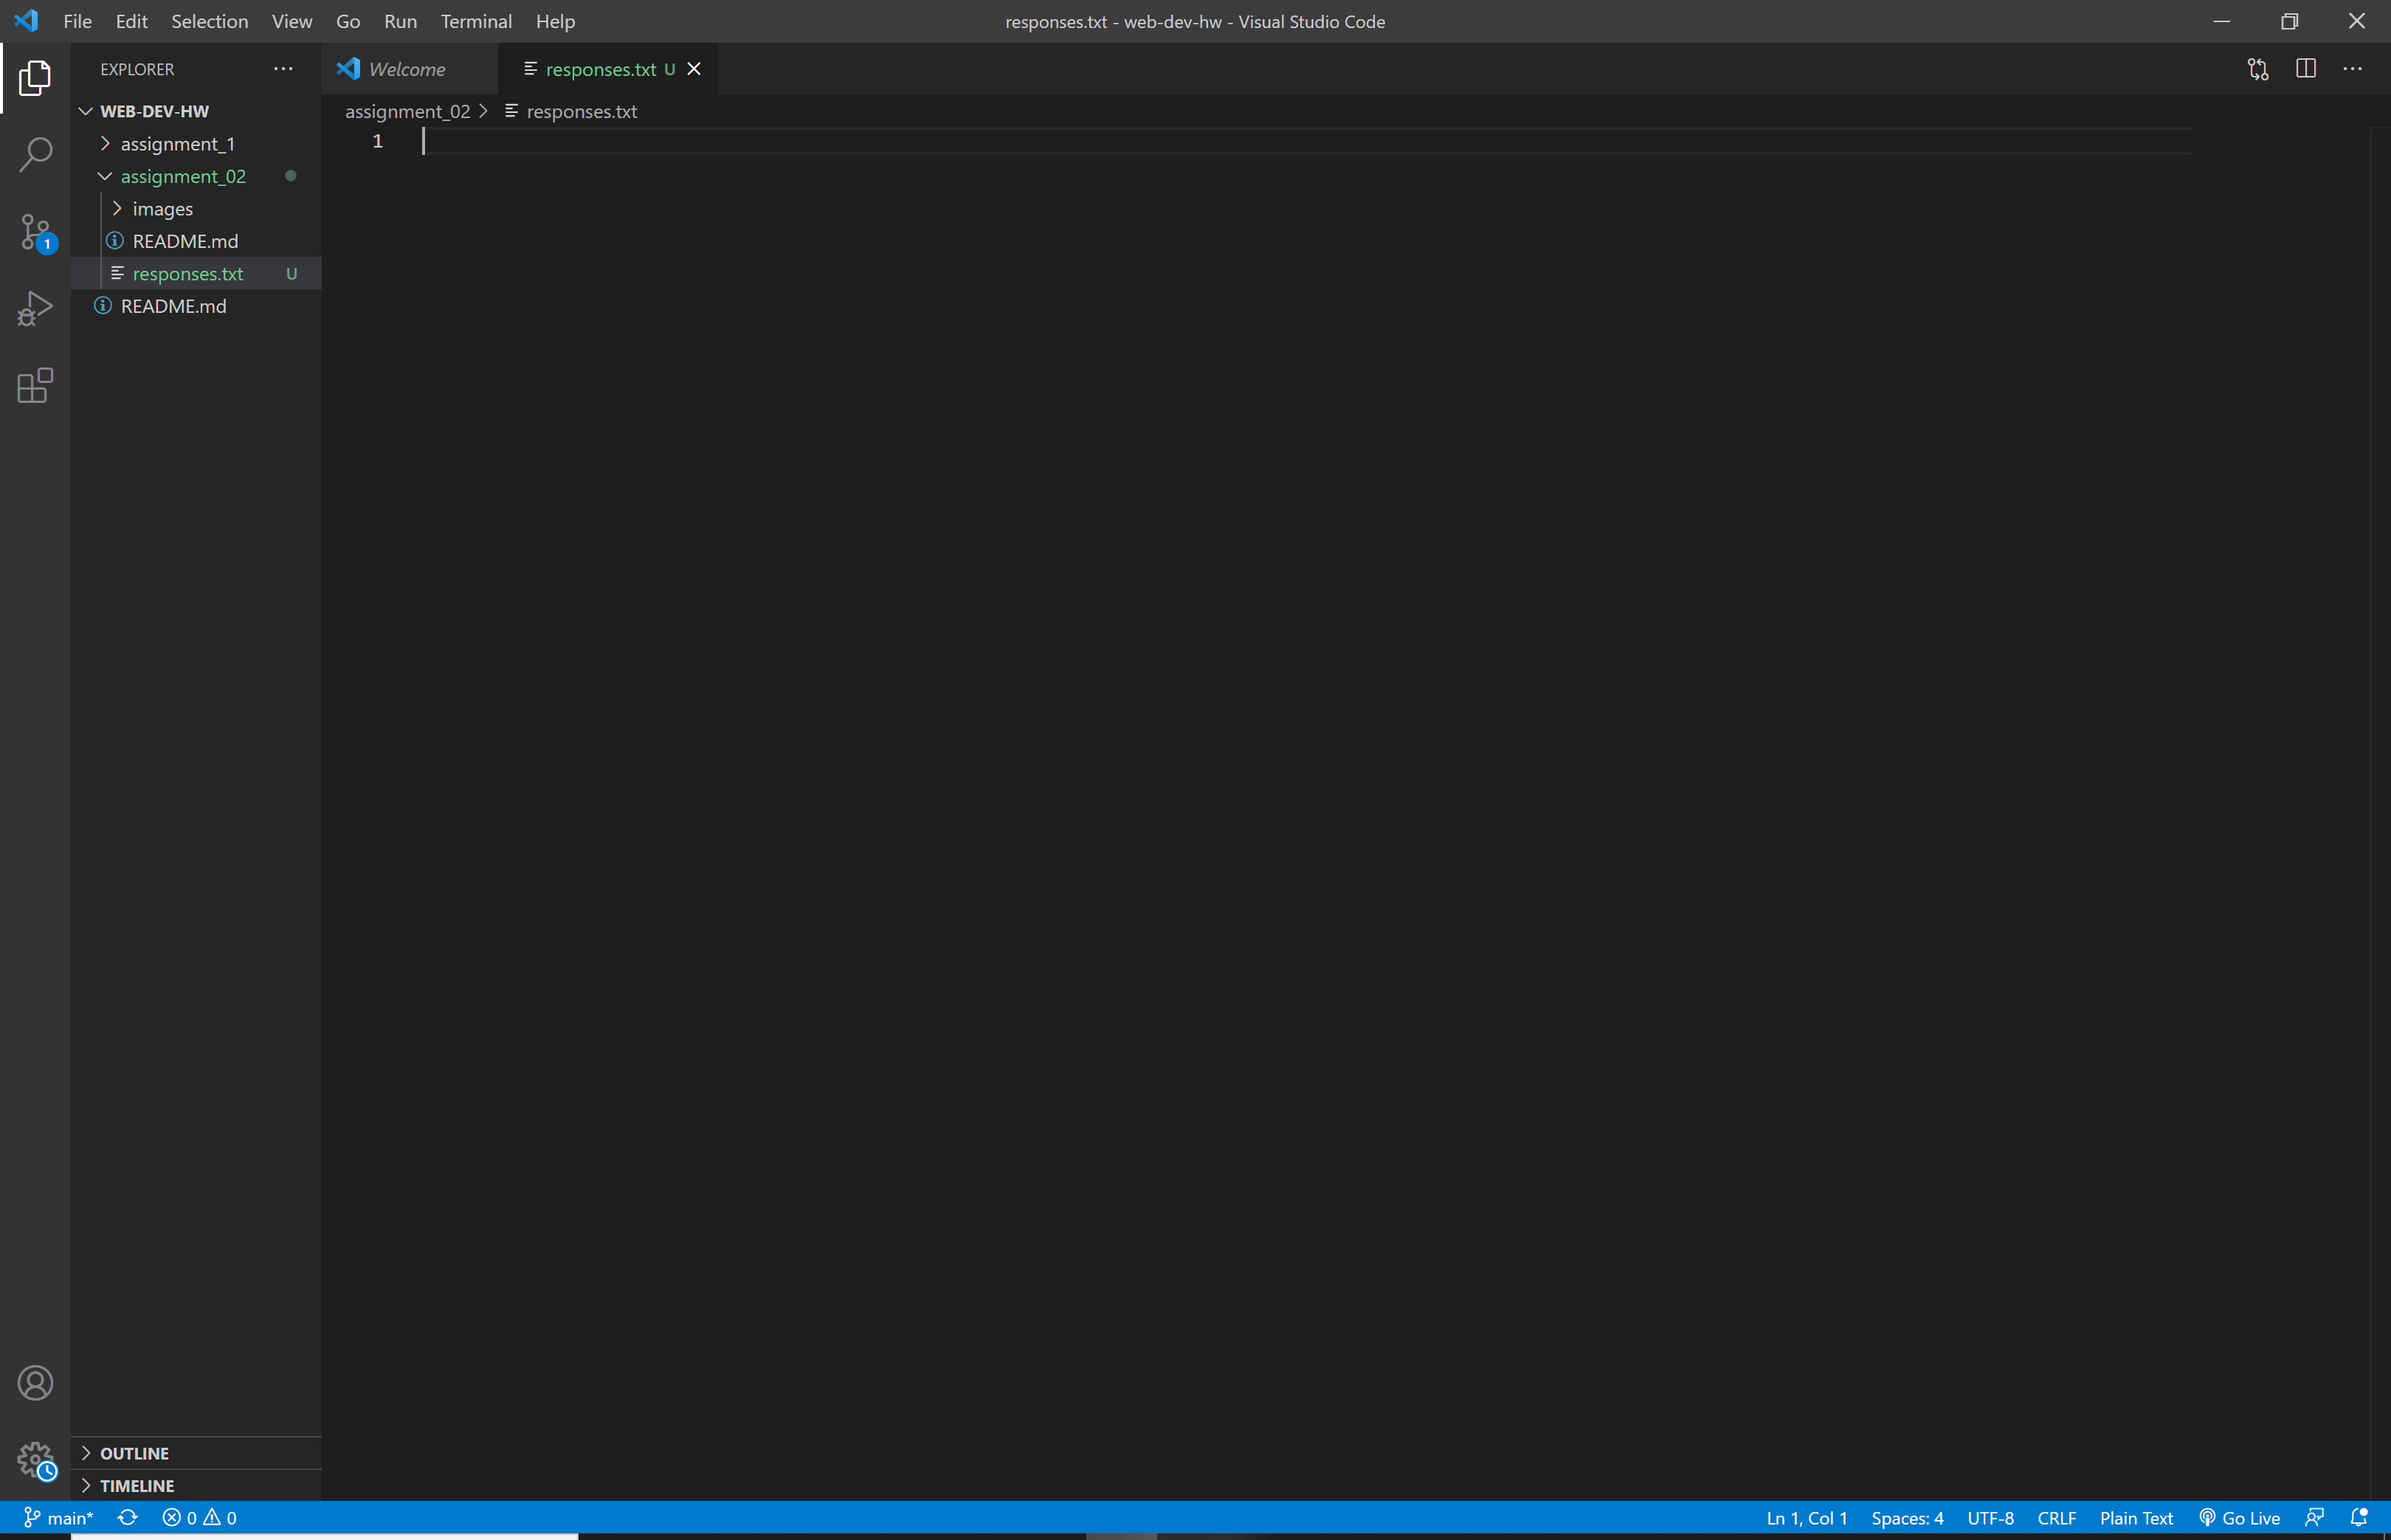 File Edit Selection View Go Run Terminal Help responses.txt - web-dev-hw - Visual Studio Code
EXPLORER
Welcome responses.txt U
assignment_02 > responses.txt
1
WEB-DEV-HW
assignment_1
assignment_02
images
README.md
responses.txt U
README.md
1
OUTLINE
TIMELINE
main* 0 0 Ln 1, Col 1 Spaces: 4 UTF-8 CRLF Plain Text Go Live